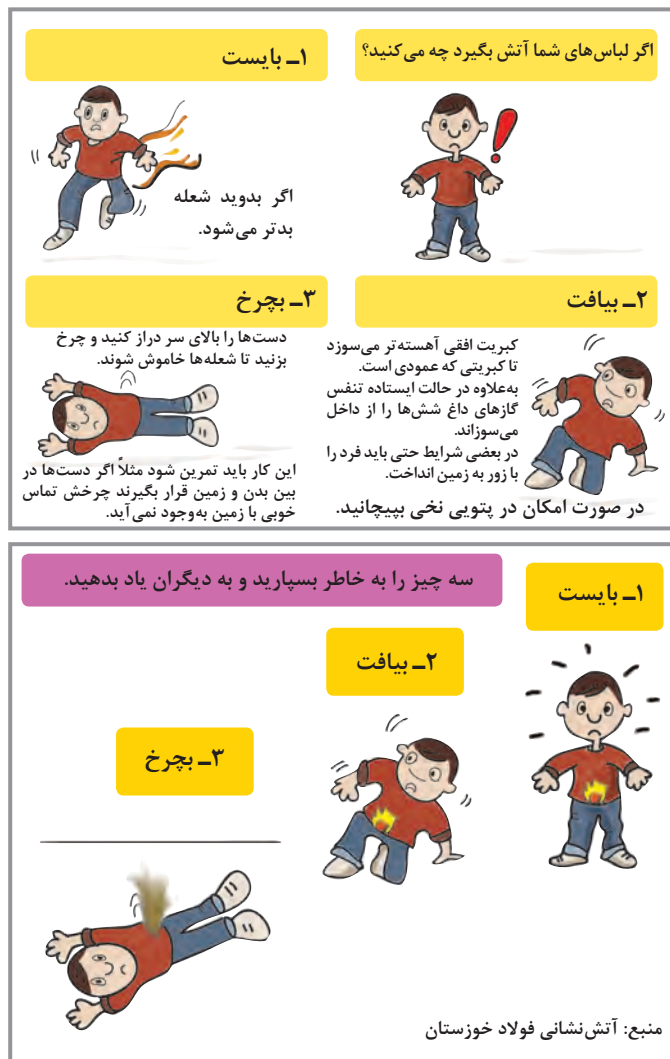 اگر لباس‌های شما آتش بگیرد چه می‌کنید؟
۱ـ بایست
اگر بدوید شعله
بدتر می‌شود.
۲ـ بیافت
کبریت افقی آهسته‌تر می‌سوزد
تا کبریتی که عمودی است.
به‌علاوه در حالت ایستاده تنفس
گازهای داغ شش‌ها را از داخل
می‌سوزاند.
در بعضی شرایط حتی باید فرد را
با زور به زمین انداخت.
در صورت امکان در پتویی نخی بپیچانید.
۳ـ بچرخ
دست‌ها را بالای سر دراز کنید و چرخ
بزنید تا شعله‌ها خاموش شوند.
این کار باید تمرین شود مثلاً اگر دست‌ها در
بین بدن و زمین قرار بگیرند چرخش تماس
خوبی با زمین به‌وجود نمی‌آید.
سه چیز را به خاطر بسپارید و به دیگران یاد بدهید.
۱ـ بایست
۲ـ بیافت
۳ـ بچرخ
منبع: آتش‌نشانی فولاد خوزستان